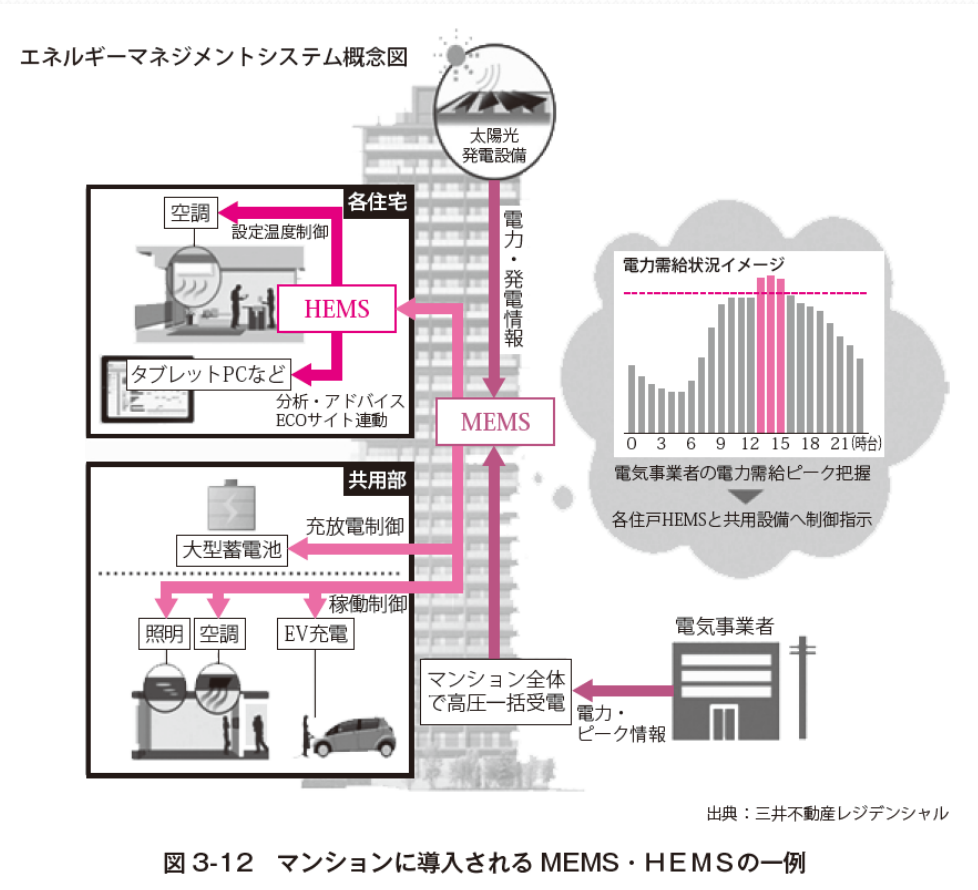 エネルギーマネジメントシステム概念図
太陽光
発電設備
各住宅
空調
設定温度制御
HEMS
タブレットPCなど
分析・アドバイス
ECOサイト連動
電力・発電情報
MEMS
電力需給状況イメージ
0 3 6 9 12 15 18 21(時台)
電気事業者の電力需給ピーク把握
各住戸HEMSと共用設備へ制御指示
共用部
充放電制御
大型蓄電池
稼働制御
照明
空調
EV充電
マンション全体
で高圧一括受電
電力・
ピーク情報
電気事業者
出典：三井不動産レジデンシャル
図 3-12　マンションに導入される MEMS・ＨＥＭＳの一例